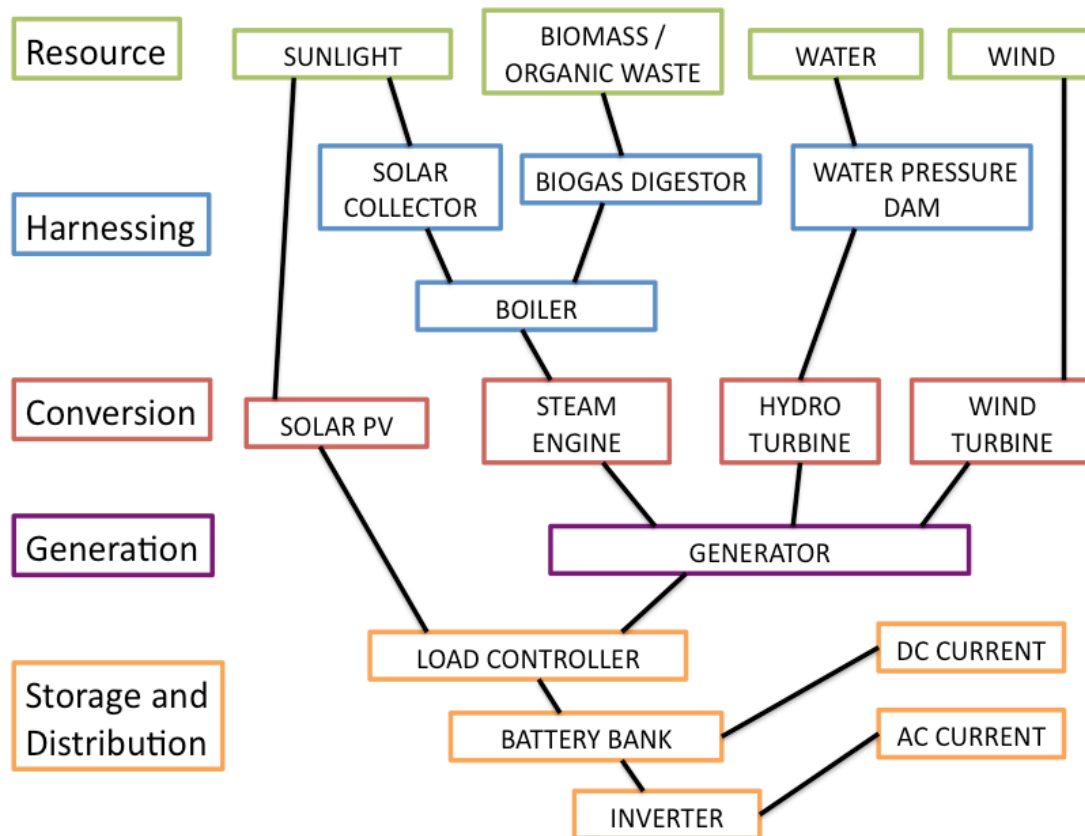 Resource
SUNLIGHT
BIOMASS /
ORGANIC WASTE
WATER
WIND
Harnessing
SOLAR
COLLECTOR
BIOGAS DIGESTOR
WATER PRESSURE
DAM
BOILER
Conversion
SOLAR PV
STEAM
ENGINE
HYDRO
TURBINE
WIND
TURBINE
Generation
GENERATOR
Storage and
Distribution
LOAD CONTROLLER
DC CURRENT
BATTERY BANK
AC CURRENT
INVERTER